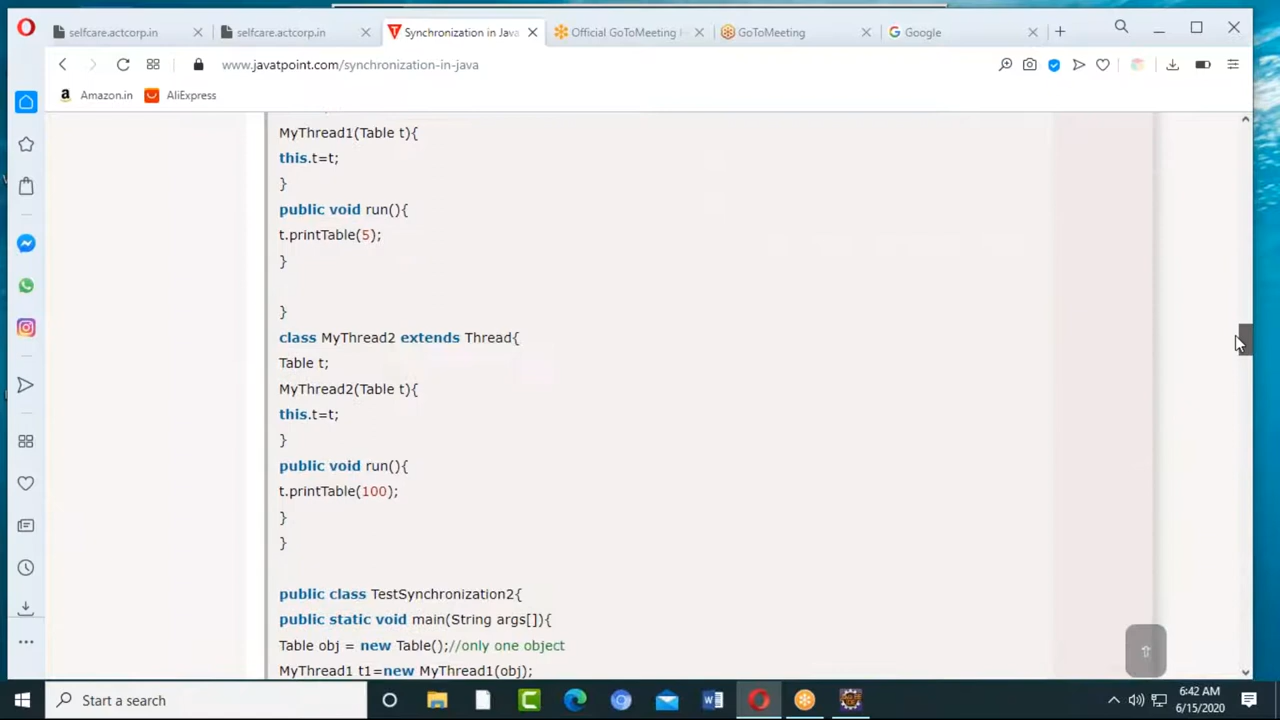 selfcare.actcorp.in
selfcare.actcorp.in
Synchronization in Java
Official GoToMeeting
GoToMeeting
Google
www.javatpoint.com/synchronization-in-java
Amazon.in
AliExpress
MyThread1(Table t){
this.t=t;
}
public void run(){
t.printTable(5);
}
}
class MyThread2 extends Thread{
Table t;
MyThread2(Table t){
this.t=t;
}
public void run(){
t.printTable(100);
}
}
public class TestSynchronization2{
public static void main(String args[]){
Table obj = new Table();//only one object
MyThread1 t1=new MyThread1(obj);
Start a search
6:42 AM
6/15/2020